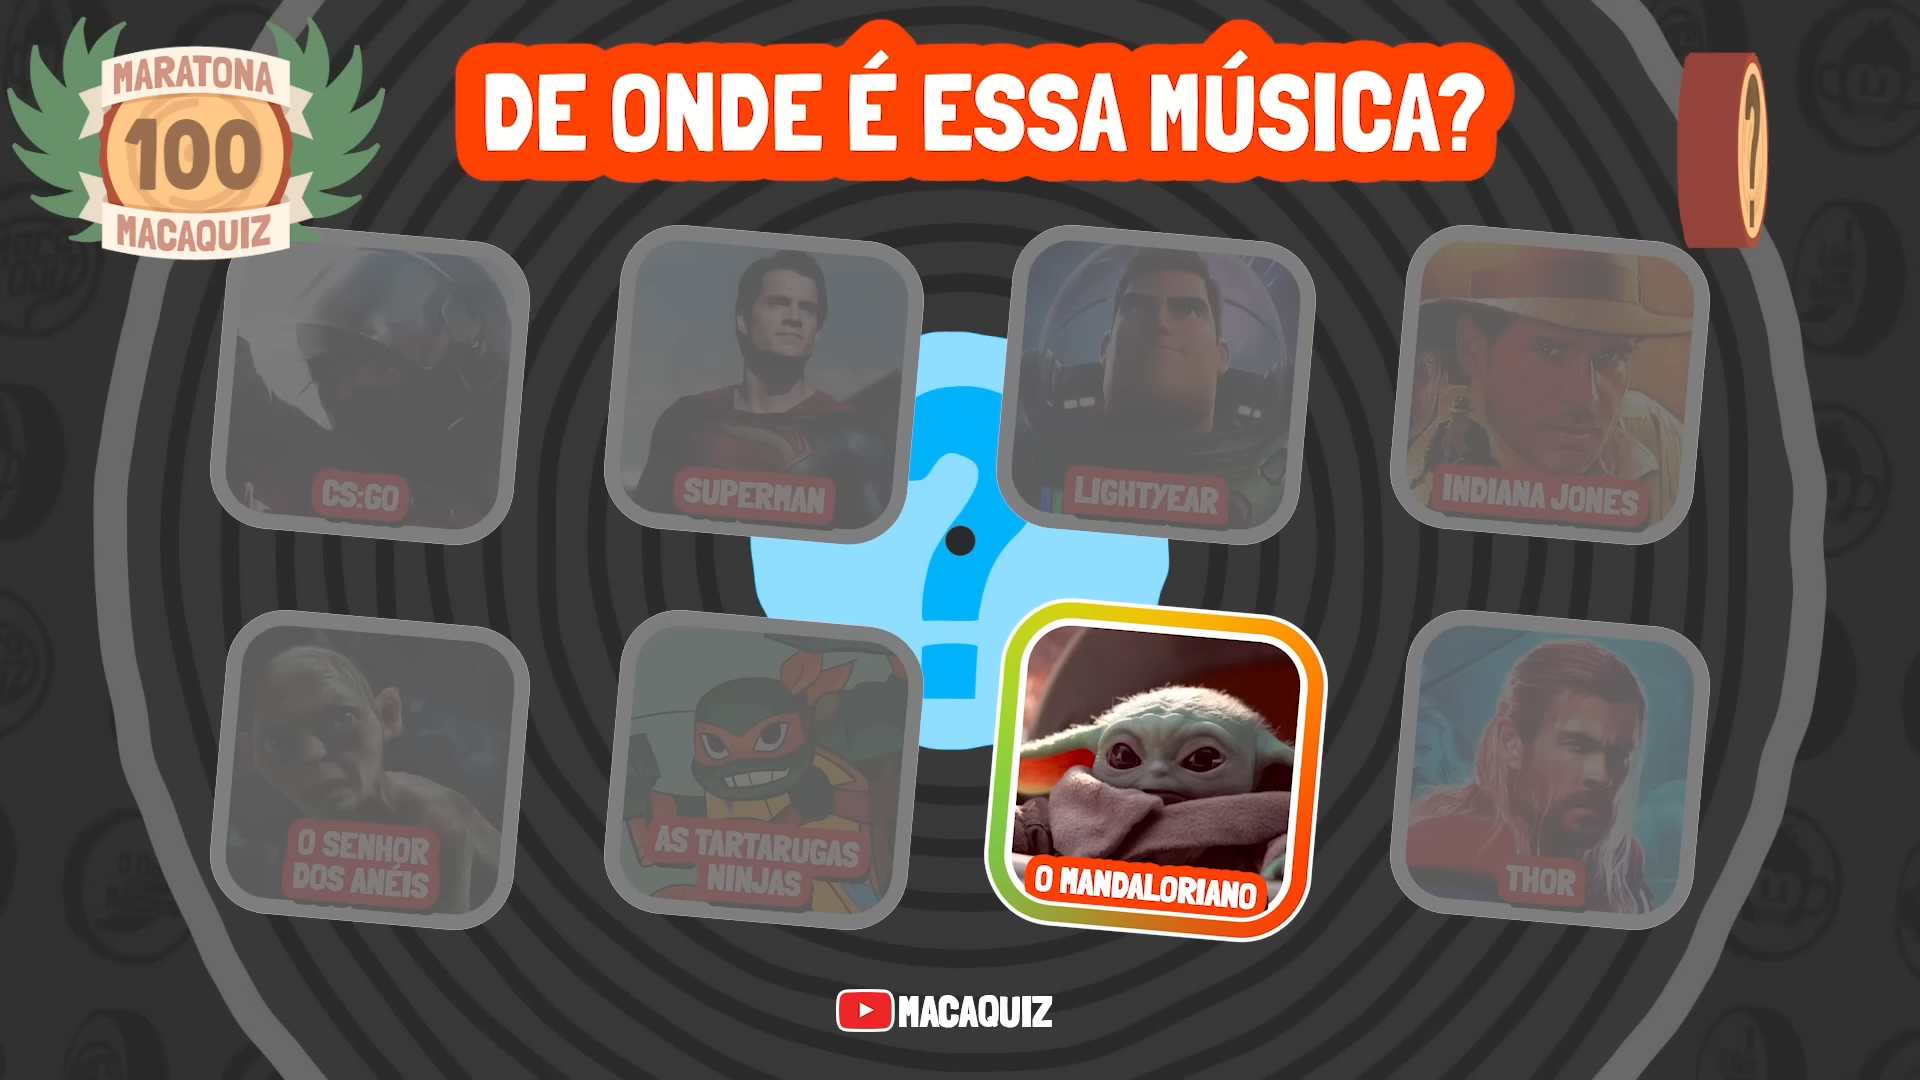 MARATONA
100
MACAQUIZ
DE ONDE É ESSA MÚSICA?
?
CS:GO
SUPERMAN
LIGHTYEAR
INDIANA JONES
?
O SENHOR
DOS ANÉIS
AS TARTARUGAS
NINJAS
O MANDALORIANO
THOR
MACAQUIZ